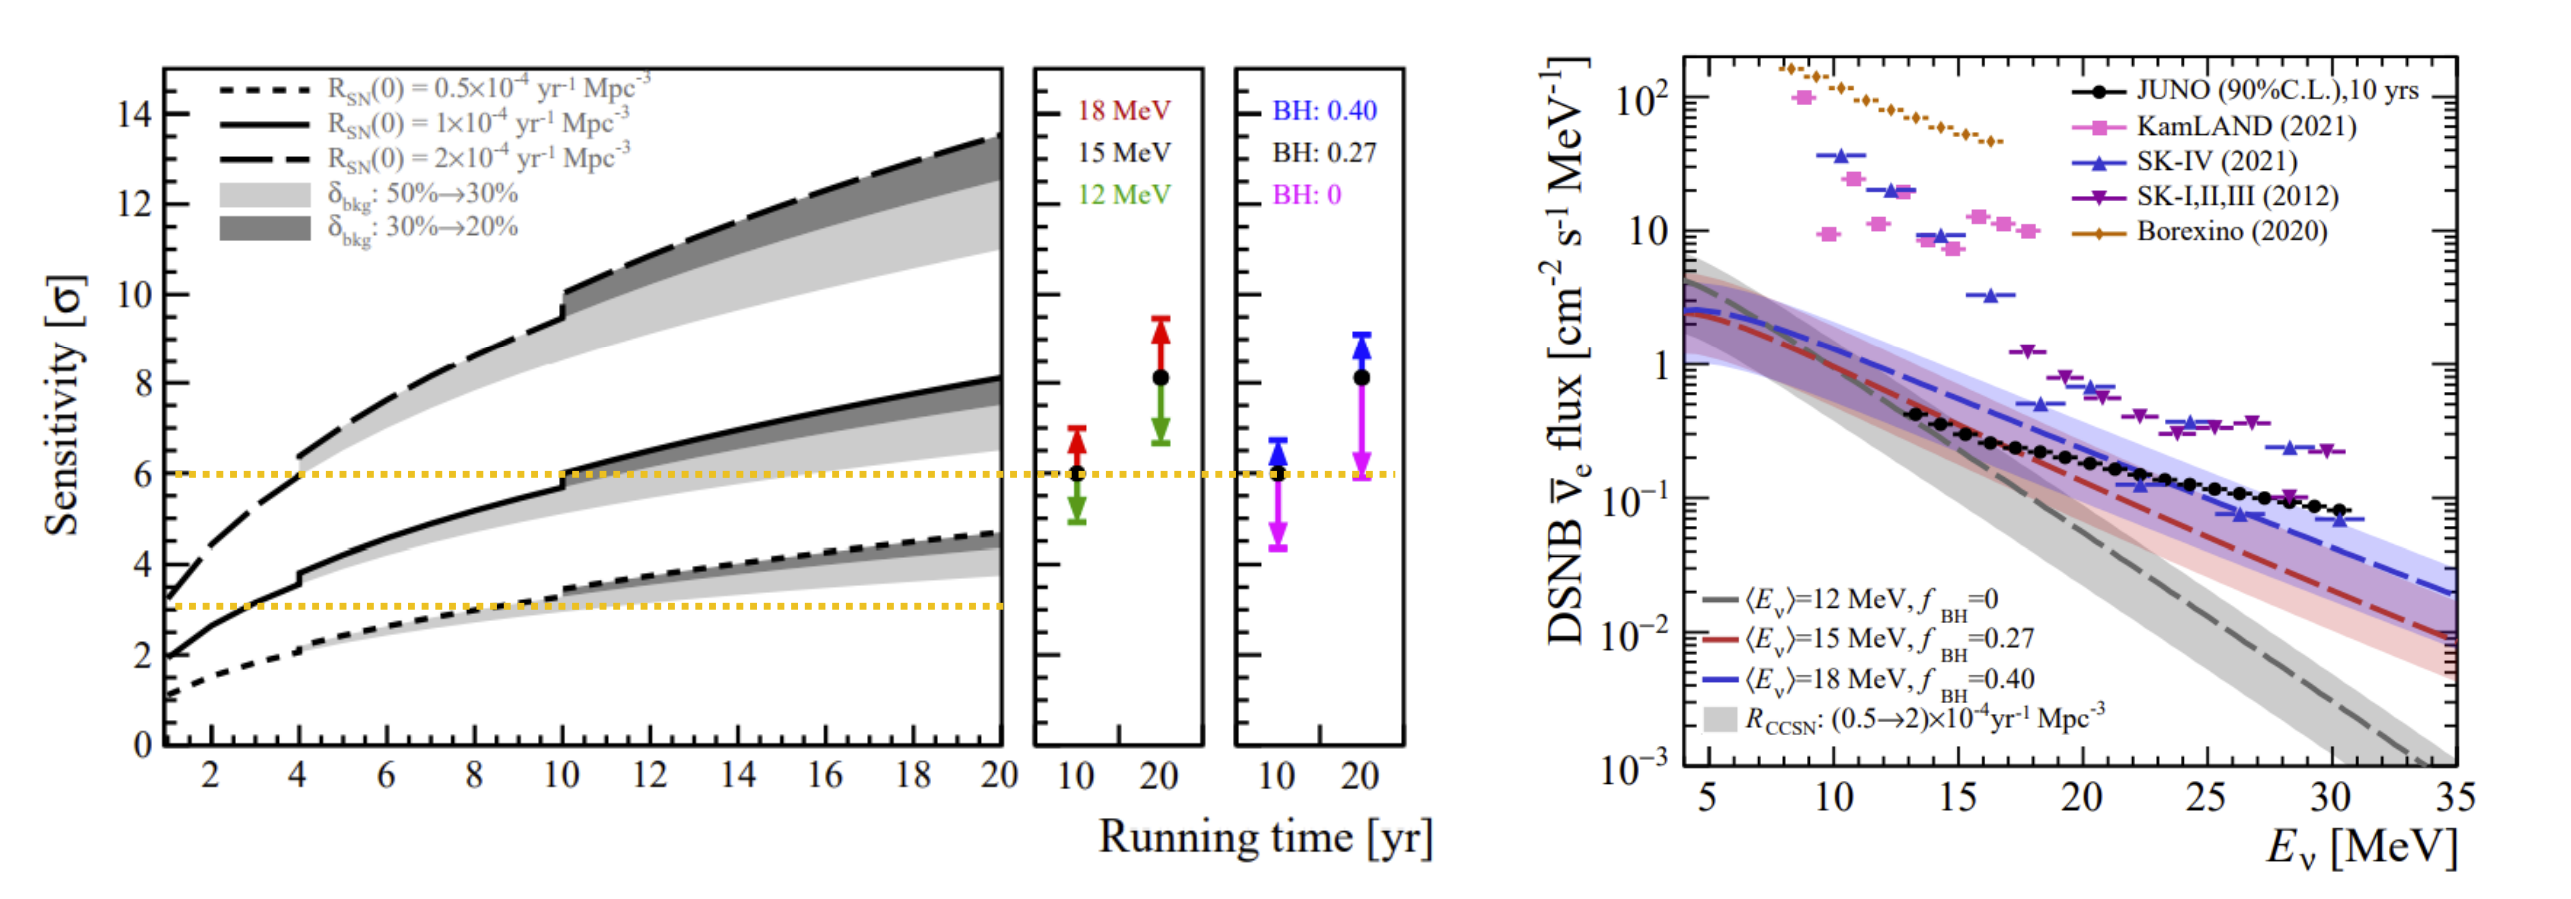 Sensitivity [σ]
14
12
10
8
6
4
2
0
R_SN(0) = 0.5×10⁻⁴ yr⁻¹ Mpc⁻³
R_SN(0) = 1×10⁻⁴ yr⁻¹ Mpc⁻³
R_SN(0) = 2×10⁻⁴ yr⁻¹ Mpc⁻³
δ_bkg: 50%→30%
δ_bkg: 30%→20%
2 4 6 8 10 12 14 16 18 20
18 MeV
15 MeV
12 MeV
10 20
BH: 0.40
BH: 0.27
BH: 0
10 20
Running time [yr]
DSNB ν̅_e flux [cm⁻² s⁻¹ MeV⁻¹]
10²
10
1
10⁻¹
10⁻²
10⁻³
JUNO (90%C.L.),10 yrs
KamLAND (2021)
SK-IV (2021)
SK-I,II,III (2012)
Borexino (2020)
⟨E_ν⟩=12 MeV, f_BH=0
⟨E_ν⟩=15 MeV, f_BH=0.27
⟨E_ν⟩=18 MeV, f_BH=0.40
R_CCSN: (0.5→2)×10⁻⁴yr⁻¹ Mpc⁻³
5 10 15 20 25 30 35
E_ν [MeV]